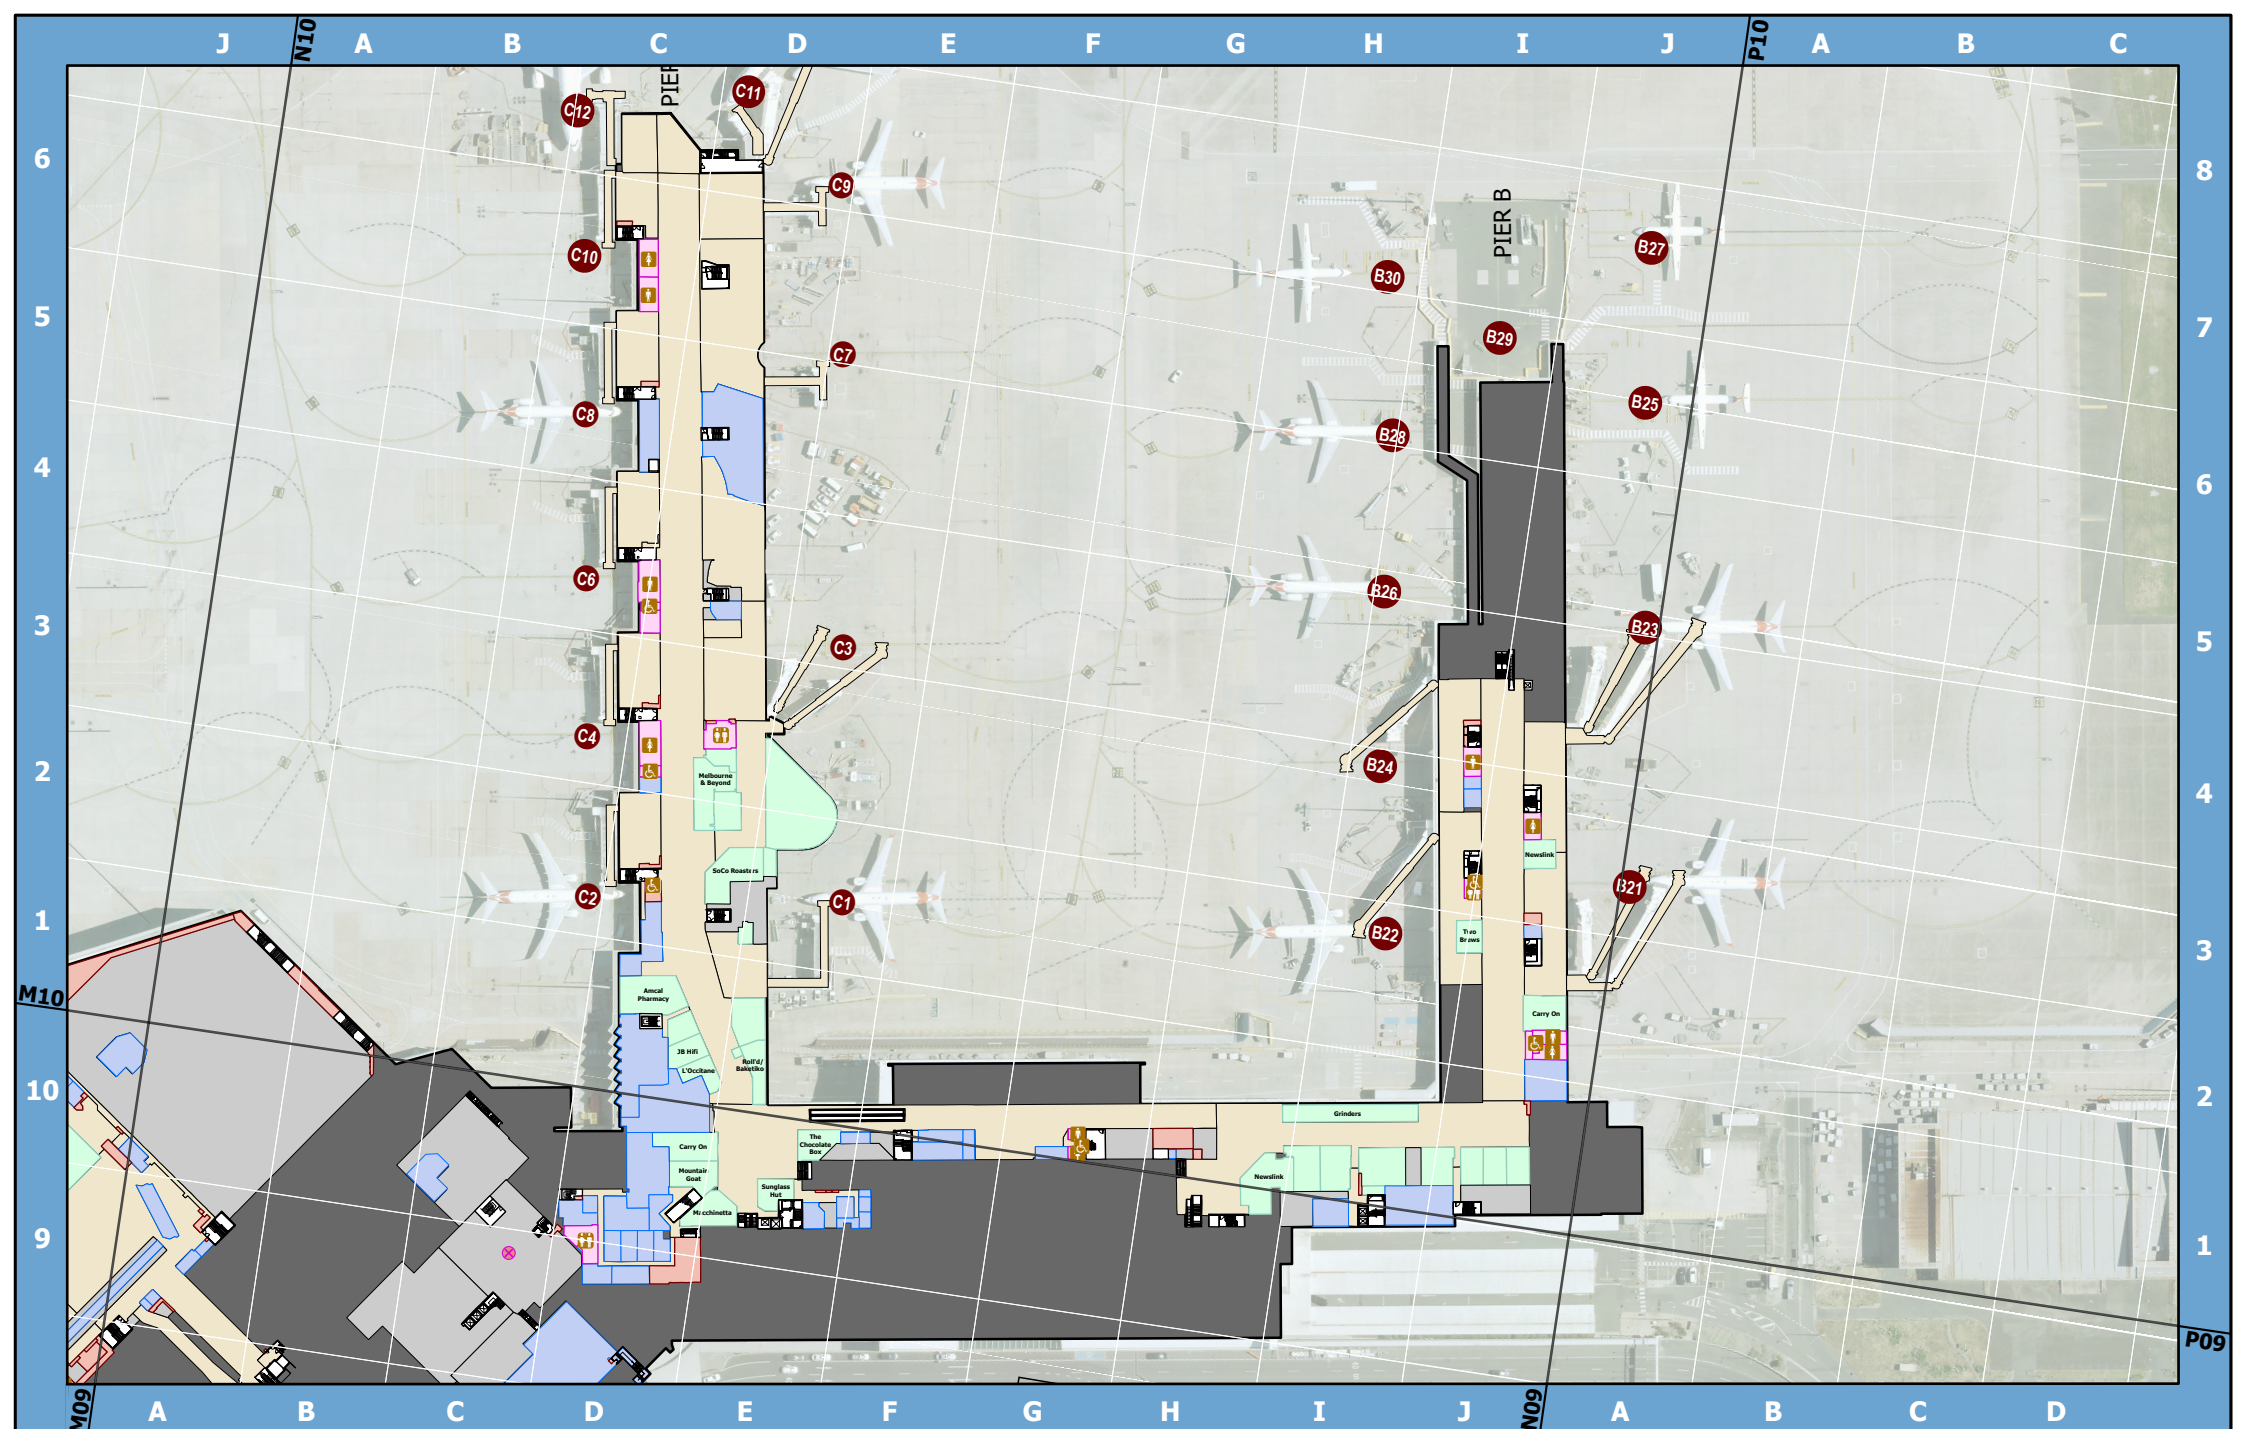 J N10 A B C D E F G H I J P10 A B C
PIER
C12
C11
6
8
C9
PIER B
B27
C10
B30
5
7
B29
C7
C8
B25
B28
4
6
C6
B26
3
5
C3
B23
C4
B24
2
4
Melbourne
& Beyond
Newslink
SoCo Roasters
B21
C2
C1
1
B22
Two
Brews
3
M10
Amcal
Pharmacy
Carry On
JB Hifi
L'Occitane
Roll'd/
Baketiko
10
2
Grinders
Carry On
The
Chocolate
Box
Mountain
Goat
Newslink
Sunglass
Hut
Macchinetta
9
1
P09
M09 A B C D E F G H I J N09 A B C D